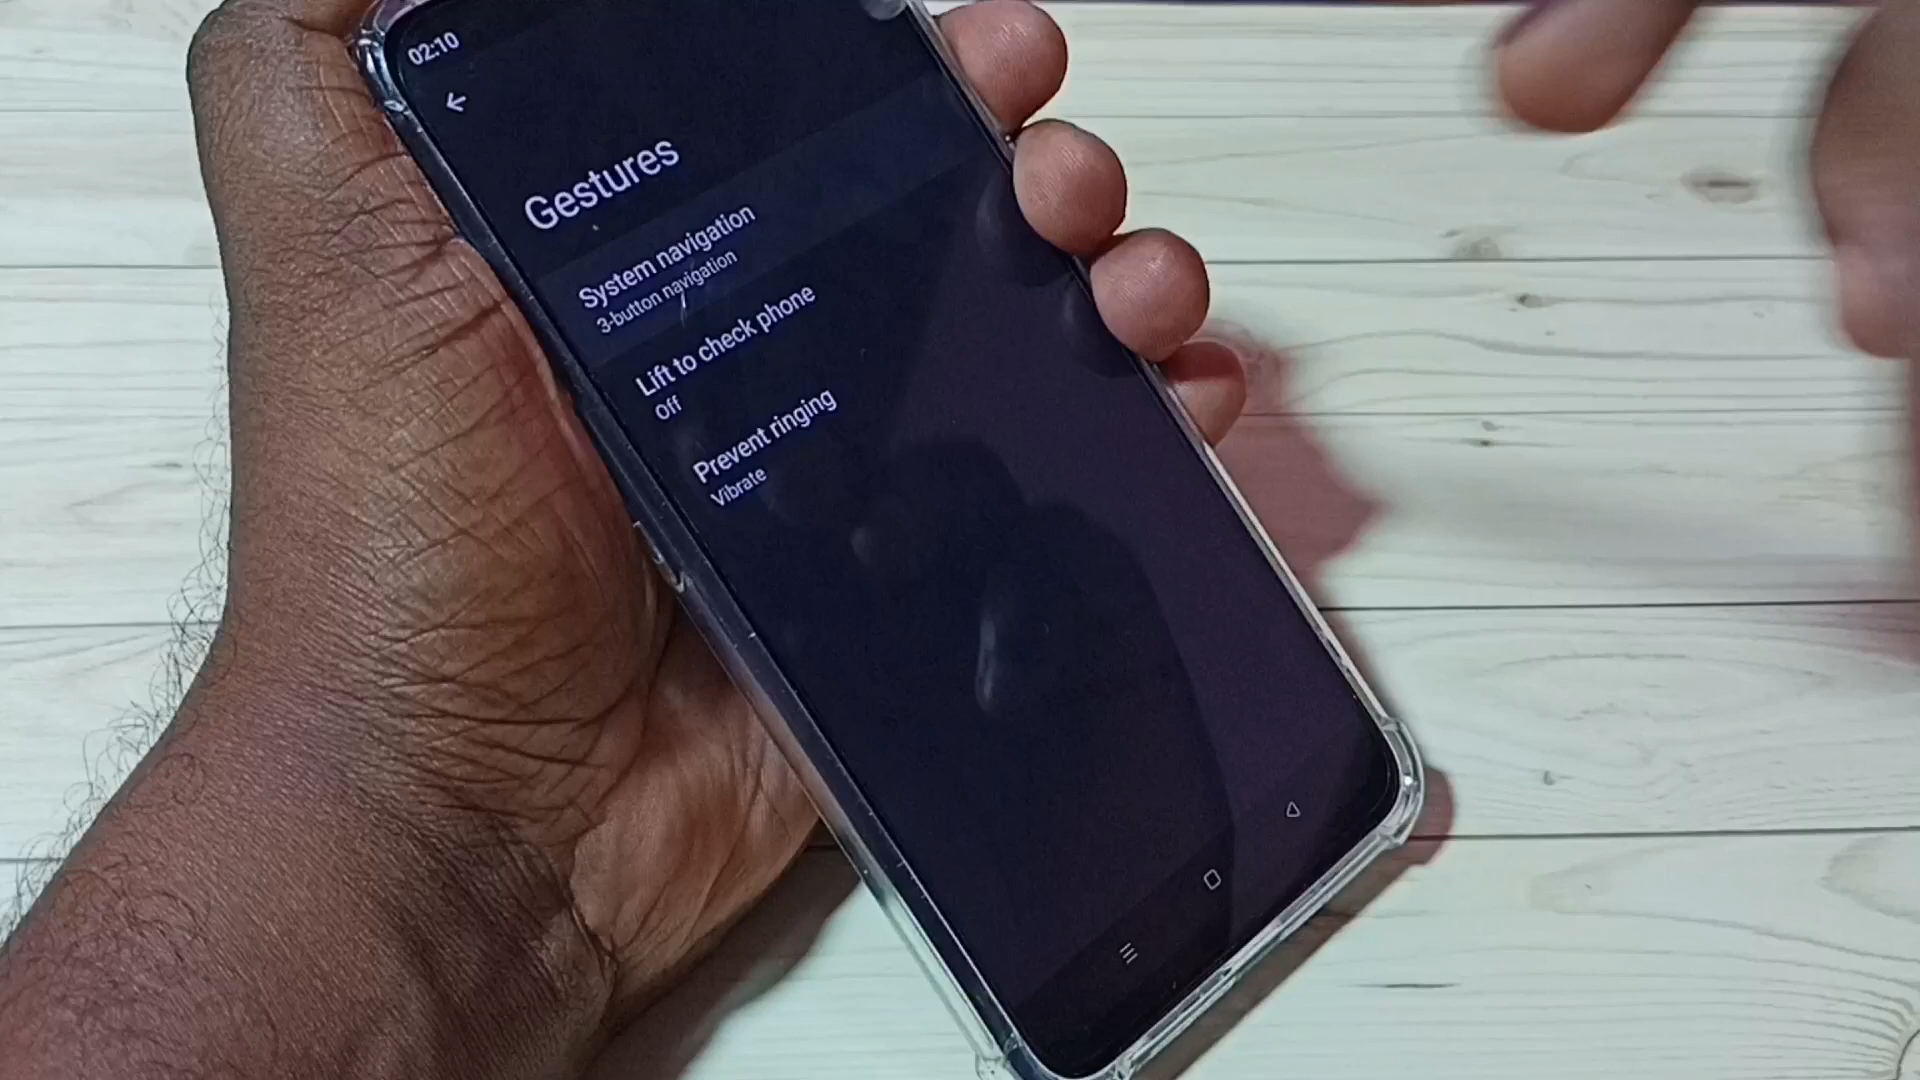 02:10
Gestures
System navigation
3-button navigation
Lift to check phone
Off
Prevent ringing
Vibrate